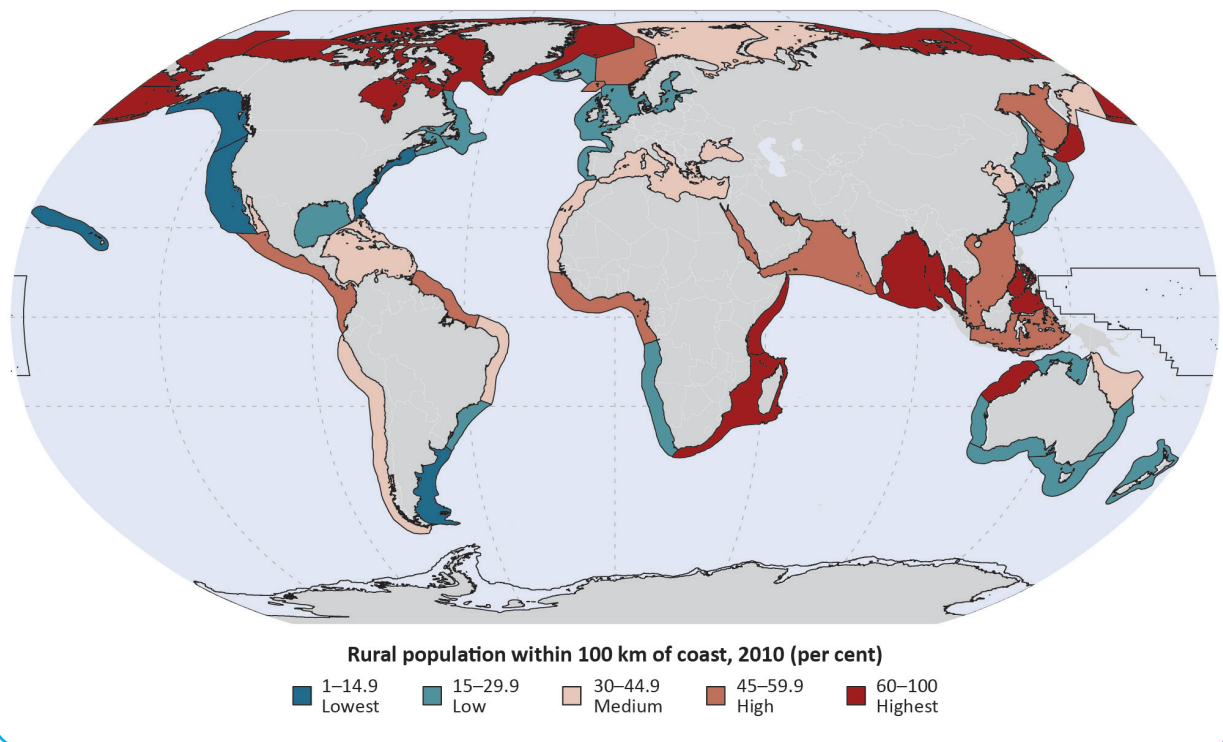 Rural population within 100 km of coast, 2010 (per cent)
1–14.9
Lowest
15–29.9
Low
30–44.9
Medium
45–59.9
High
60–100
Highest